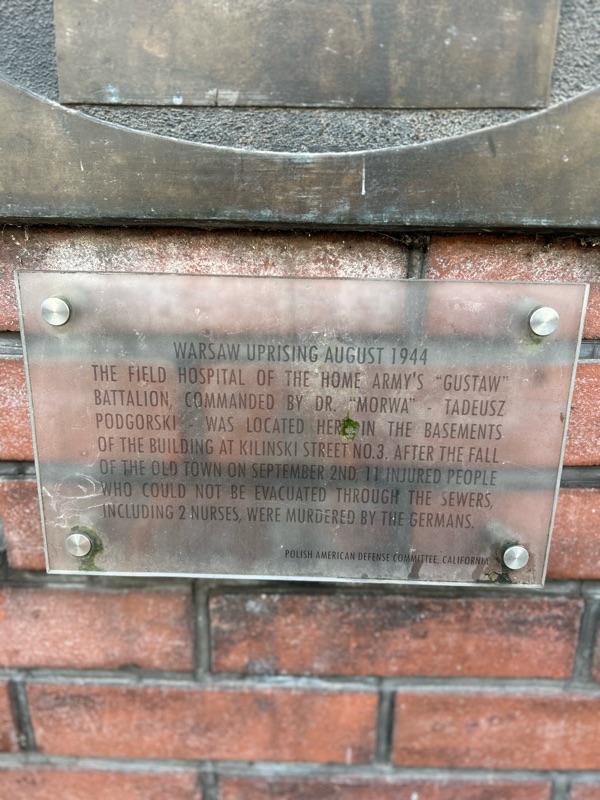 WARSAW UPRISING AUGUST 1944
THE FIELD HOSPITAL OF THE HOME ARMY'S "GUSTAW"
BATTALION, COMMANDED BY DR. "MORWA" - TADEUSZ
PODGORSKI - WAS LOCATED HERE IN THE BASEMENTS
OF THE BUILDING AT KILINSKI STREET NO.3. AFTER THE FALL
OF THE OLD TOWN ON SEPTEMBER 2ND, 11 INJURED PEOPLE
WHO COULD NOT BE EVACUATED THROUGH THE SEWERS,
INCLUDING 2 NURSES, WERE MURDERED BY THE GERMANS.
POLISH AMERICAN DEFENSE COMMITTEE, CALIFORNIA